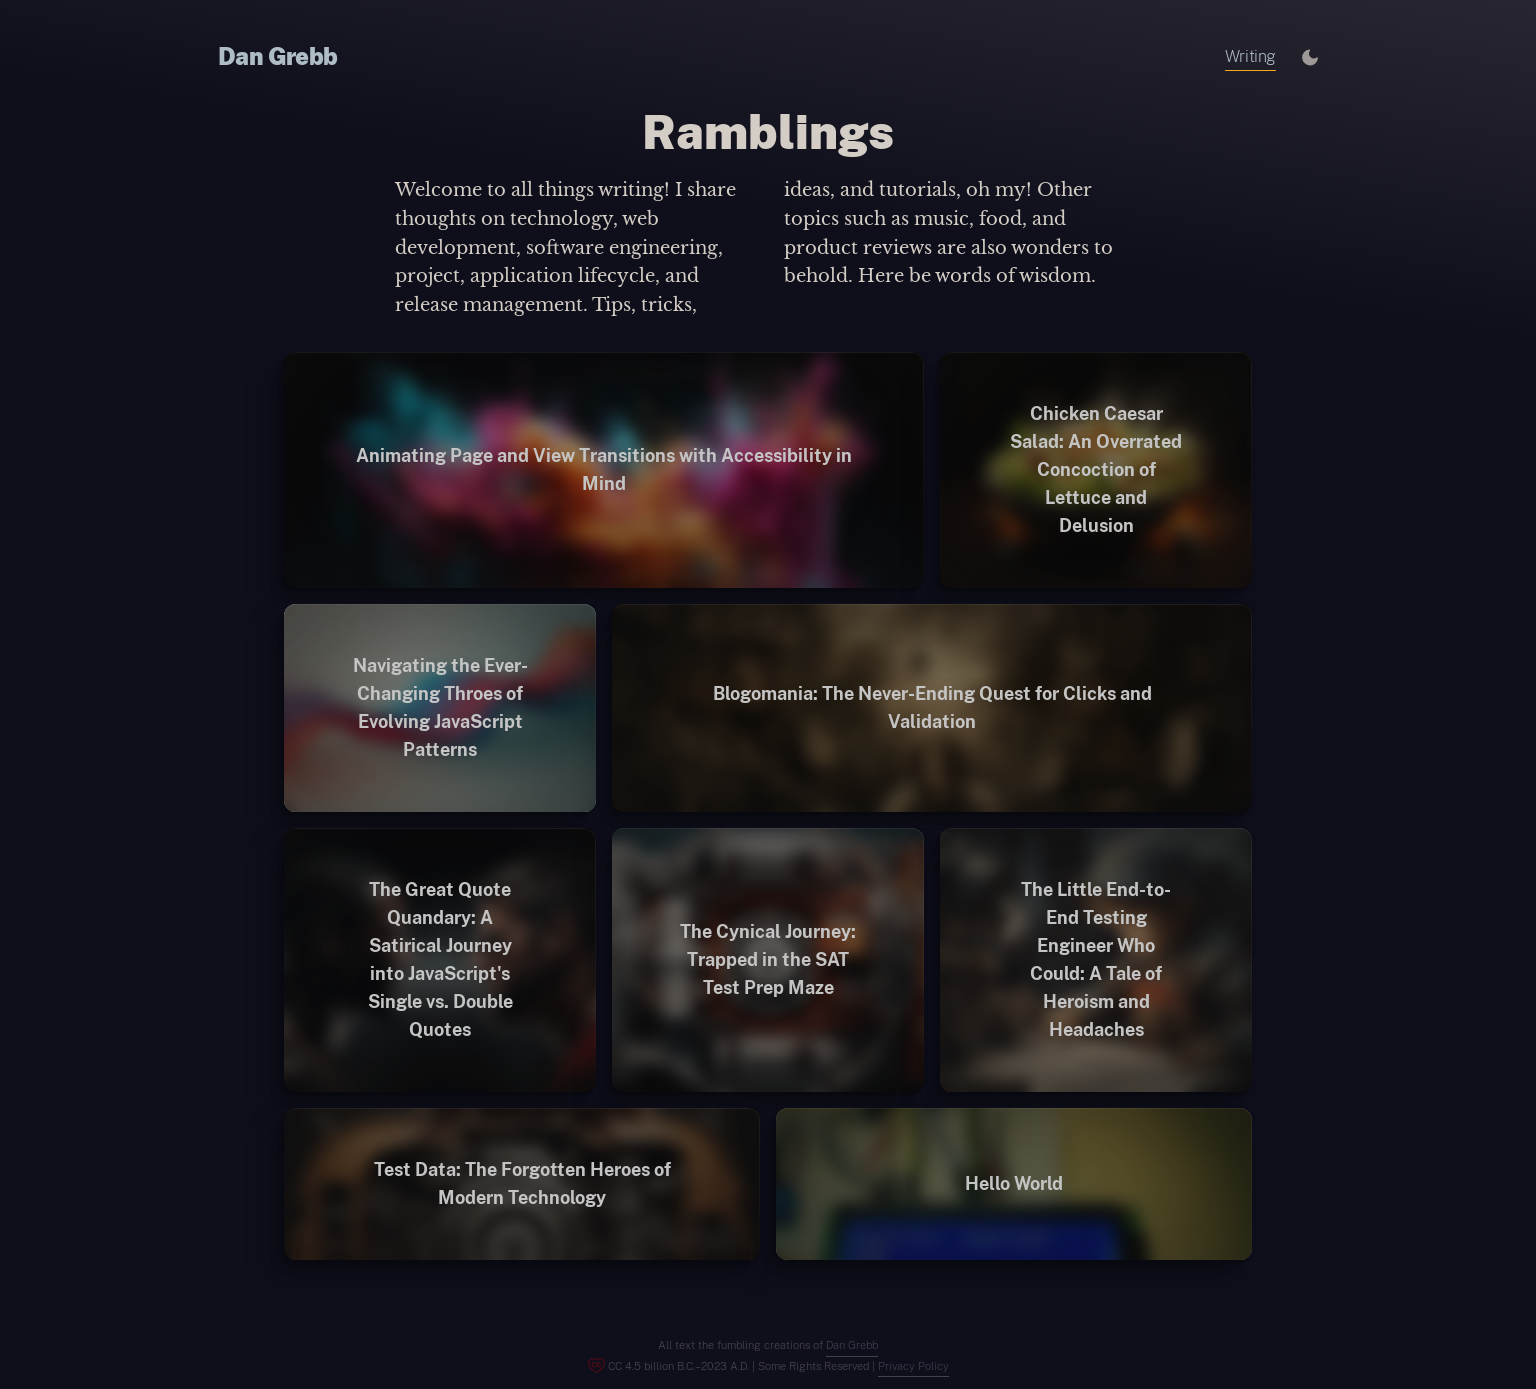 Dan Grebb
Writing
Ramblings
Welcome to all things writing! I share
thoughts on technology, web
development, software engineering,
project, application lifecycle, and
release management. Tips, tricks,
ideas, and tutorials, oh my! Other
topics such as music, food, and
product reviews are also wonders to
behold. Here be words of wisdom.
Animating Page and View Transitions with Accessibility in
Mind
Chicken Caesar
Salad: An Overrated
Concoction of
Lettuce and
Delusion
Navigating the Ever-
Changing Throes of
Evolving JavaScript
Patterns
Blogomania: The Never-Ending Quest for Clicks and
Validation
The Great Quote
Quandary: A
Satirical Journey
into JavaScript's
Single vs. Double
Quotes
The Cynical Journey:
Trapped in the SAT
Test Prep Maze
The Little End-to-
End Testing
Engineer Who
Could: A Tale of
Heroism and
Headaches
Test Data: The Forgotten Heroes of
Modern Technology
Hello World
All text the fumbling creations of Dan Grebb
CC 4.5 billion B.C.–2023 A.D. | Some Rights Reserved | Privacy Policy